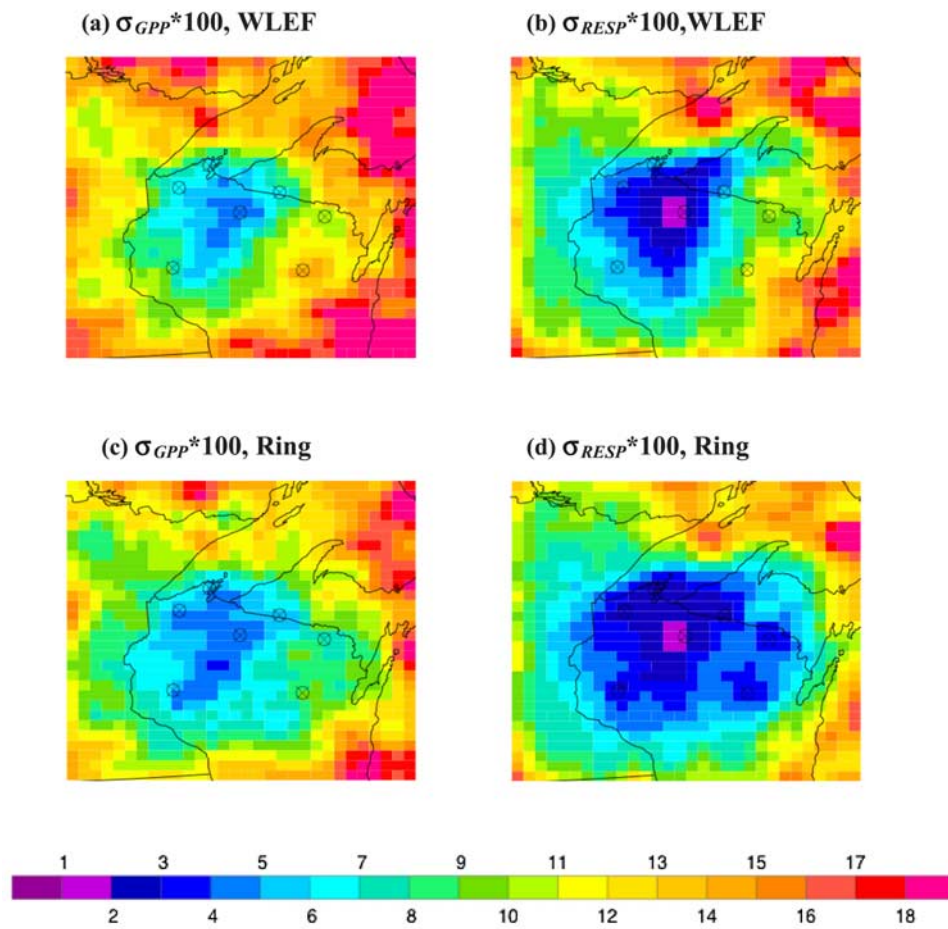 (a) σGPP*100, WLEF
(b) σRESP*100,WLEF
(c) σGPP*100, Ring
(d) σRESP*100, Ring
1 3 5 7 9 11 13 15 17
2 4 6 8 10 12 14 16 18